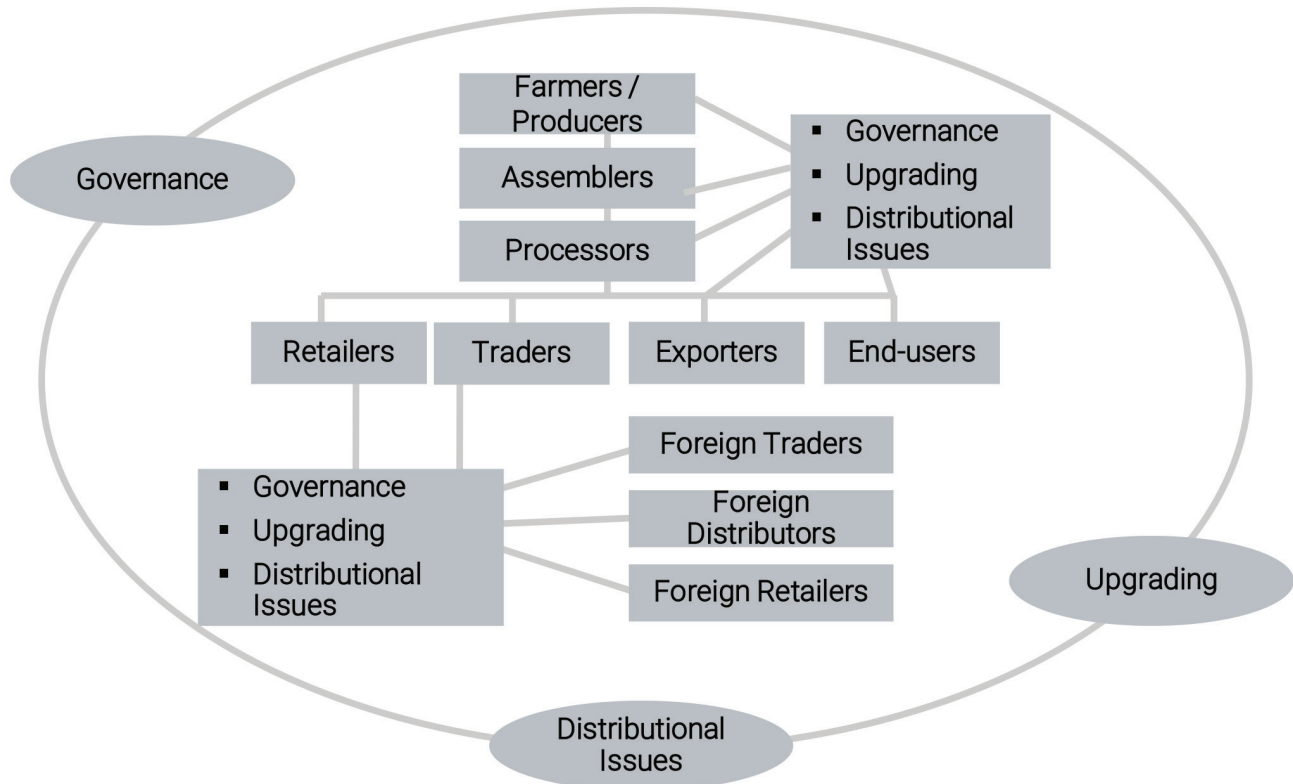 Farmers /
Producers
▪ Governance
▪ Upgrading
▪ Distributional
Issues
Governance
Assemblers
Processors
Retailers
Traders
Exporters
End-users
Foreign Traders
▪ Governance
▪ Upgrading
▪ Distributional
Issues
Foreign
Distributors
Foreign Retailers
Upgrading
Distributional
Issues